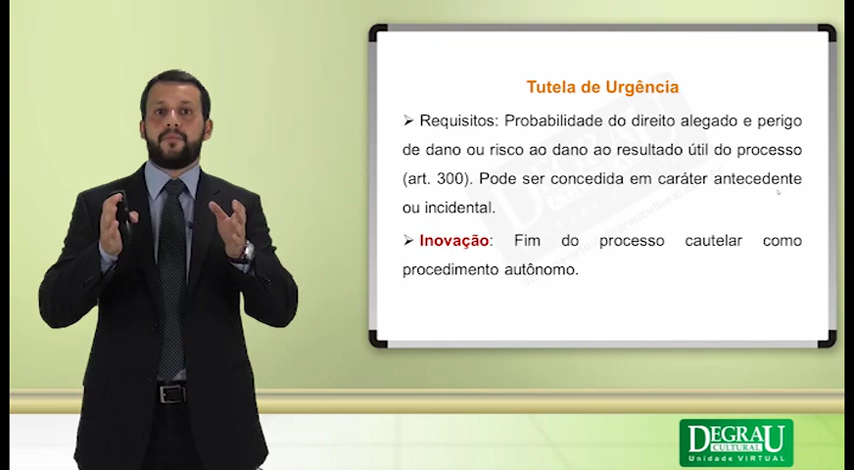 Tutela de Urgência
➢ Requisitos: Probabilidade do direito alegado e perigo
de dano ou risco ao dano ao resultado útil do processo
(art. 300). Pode ser concedida em caráter antecedente
ou incidental.
➢ Inovação: Fim do processo cautelar como
procedimento autônomo.
DEGRAU
CULTURAL
Unidade VIRTUAL